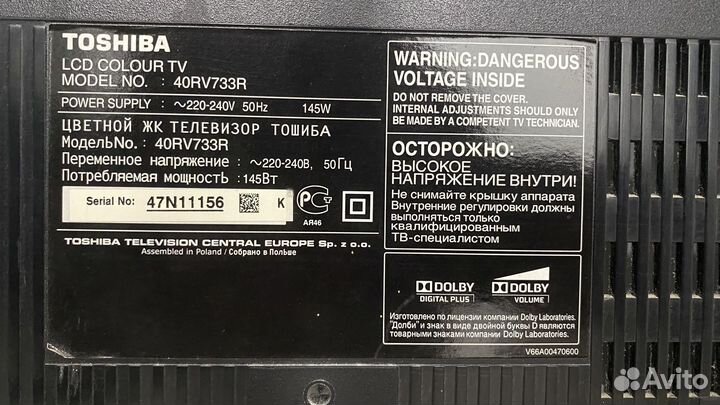 TOSHIBA
LCD COLOUR TV
MODEL NO. : 40RV733R
POWER SUPPLY : ~220-240V 50Hz 145W
ЦВЕТНОЙ ЖК ТЕЛЕВИЗОР ТОШИБА
Модель№. : 40RV733R
Переменное напряжение : ~220-240В, 50Гц
Потребляемая мощность : 145Вт
Serial No: 47N11156 K
АЯ46
TOSHIBA TELEVISION CENTRAL EUROPE Sp. z o.o.
Assembled in Poland / Собрано в Польше
WARNING:DANGEROUS
VOLTAGE INSIDE
DO NOT REMOVE THE COVER.
INTERNAL ADJUSTMENTS SHOULD ONLY
BE MADE BY A COMPETENT TV TECHNICIAN.
ОСТОРОЖНО:
ВЫСОКОЕ
НАПРЯЖЕНИЕ ВНУТРИ!
Не снимайте крышку аппарата
Внутренние регулировки должны
выполняться только
квалифицированным
ТВ-специалистом
DOLBY
DIGITAL PLUS
DOLBY
VOLUME
Изготовлено по лицензии компании Dolby Laboratories.
"Долби" и знак в виде двойной буквы D являются
товарными знаками компании Dolby Laboratories.
V66A00470600
Avito